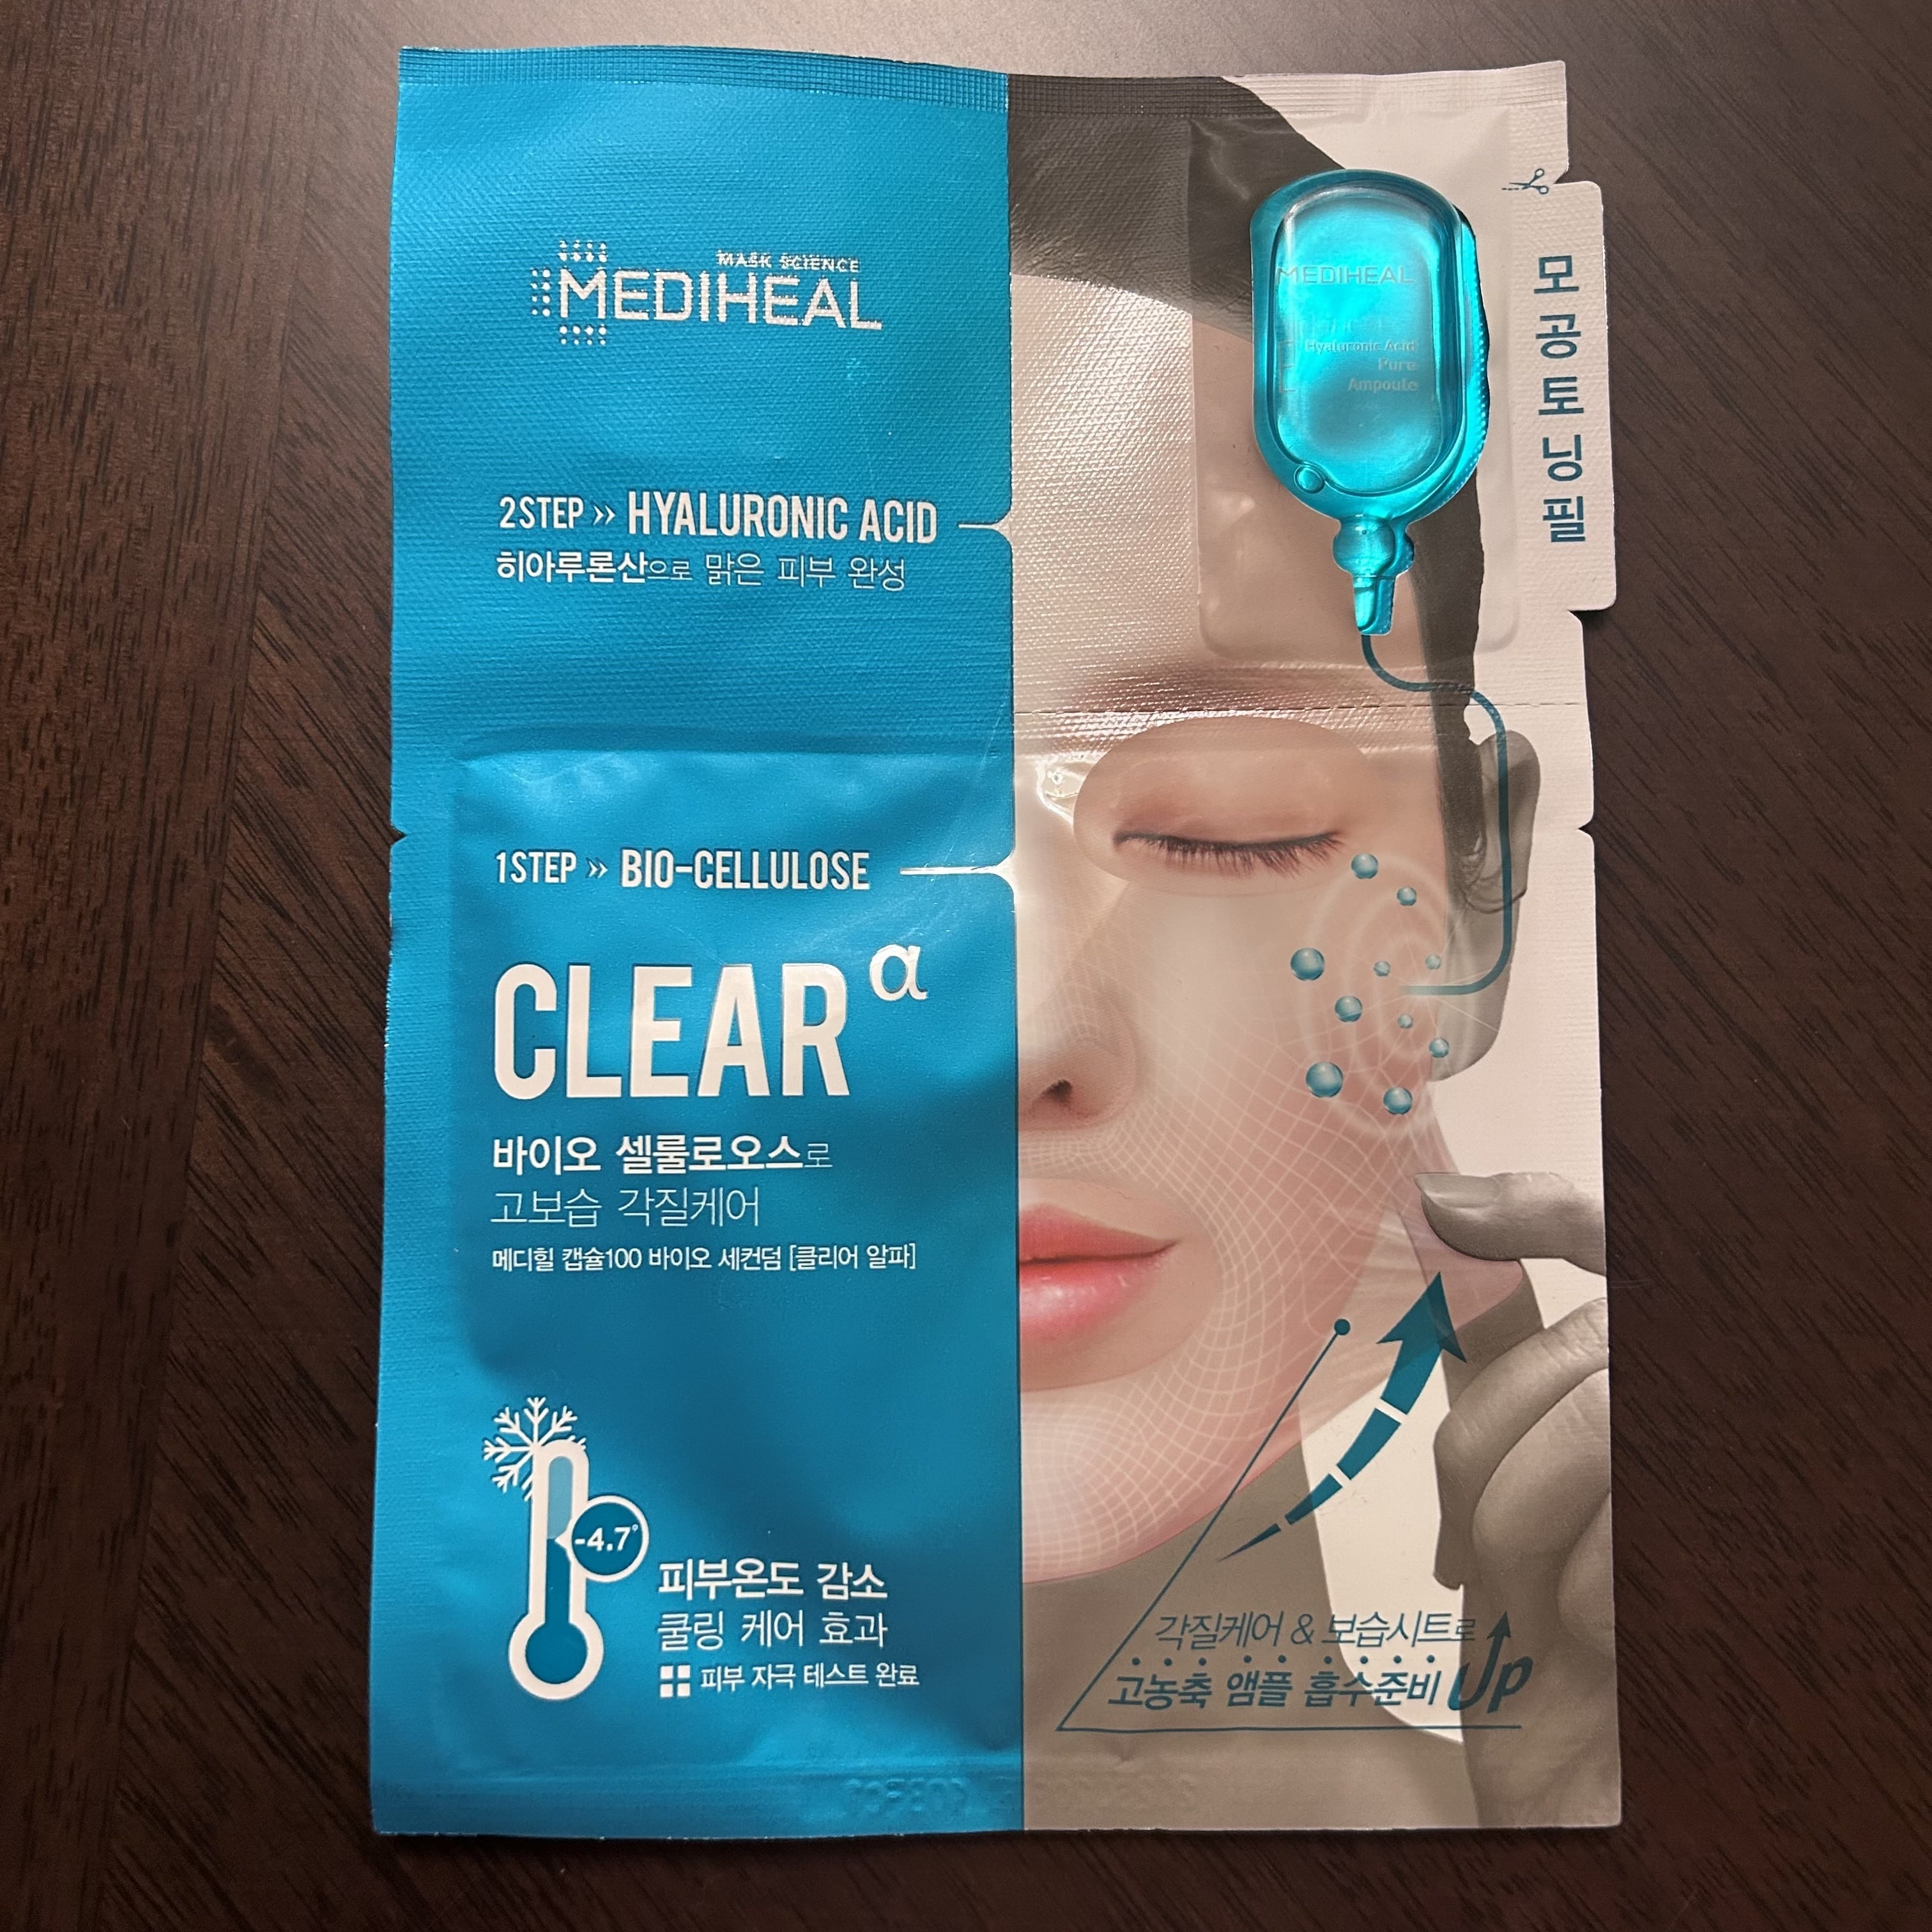 MASK SCIENCE
MEDIHEAL
MEDIHEAL
Hyaluronic Acid
Pure
Ampoule
모공토닝필
2STEP >> HYALURONIC ACID
히아루론산으로 맑은 피부 완성
1STEP >> BIO-CELLULOSE
CLEAR α
바이오 셀룰로오스로
고보습 각질케어
메디힐 캡슐100 바이오 세컨덤 [클리어 알파]
-4.7°
피부온도 감소
쿨링 케어 효과
피부 자극 테스트 완료
각질케어 & 보습시트로
고농축 앰플 흡수준비 Up